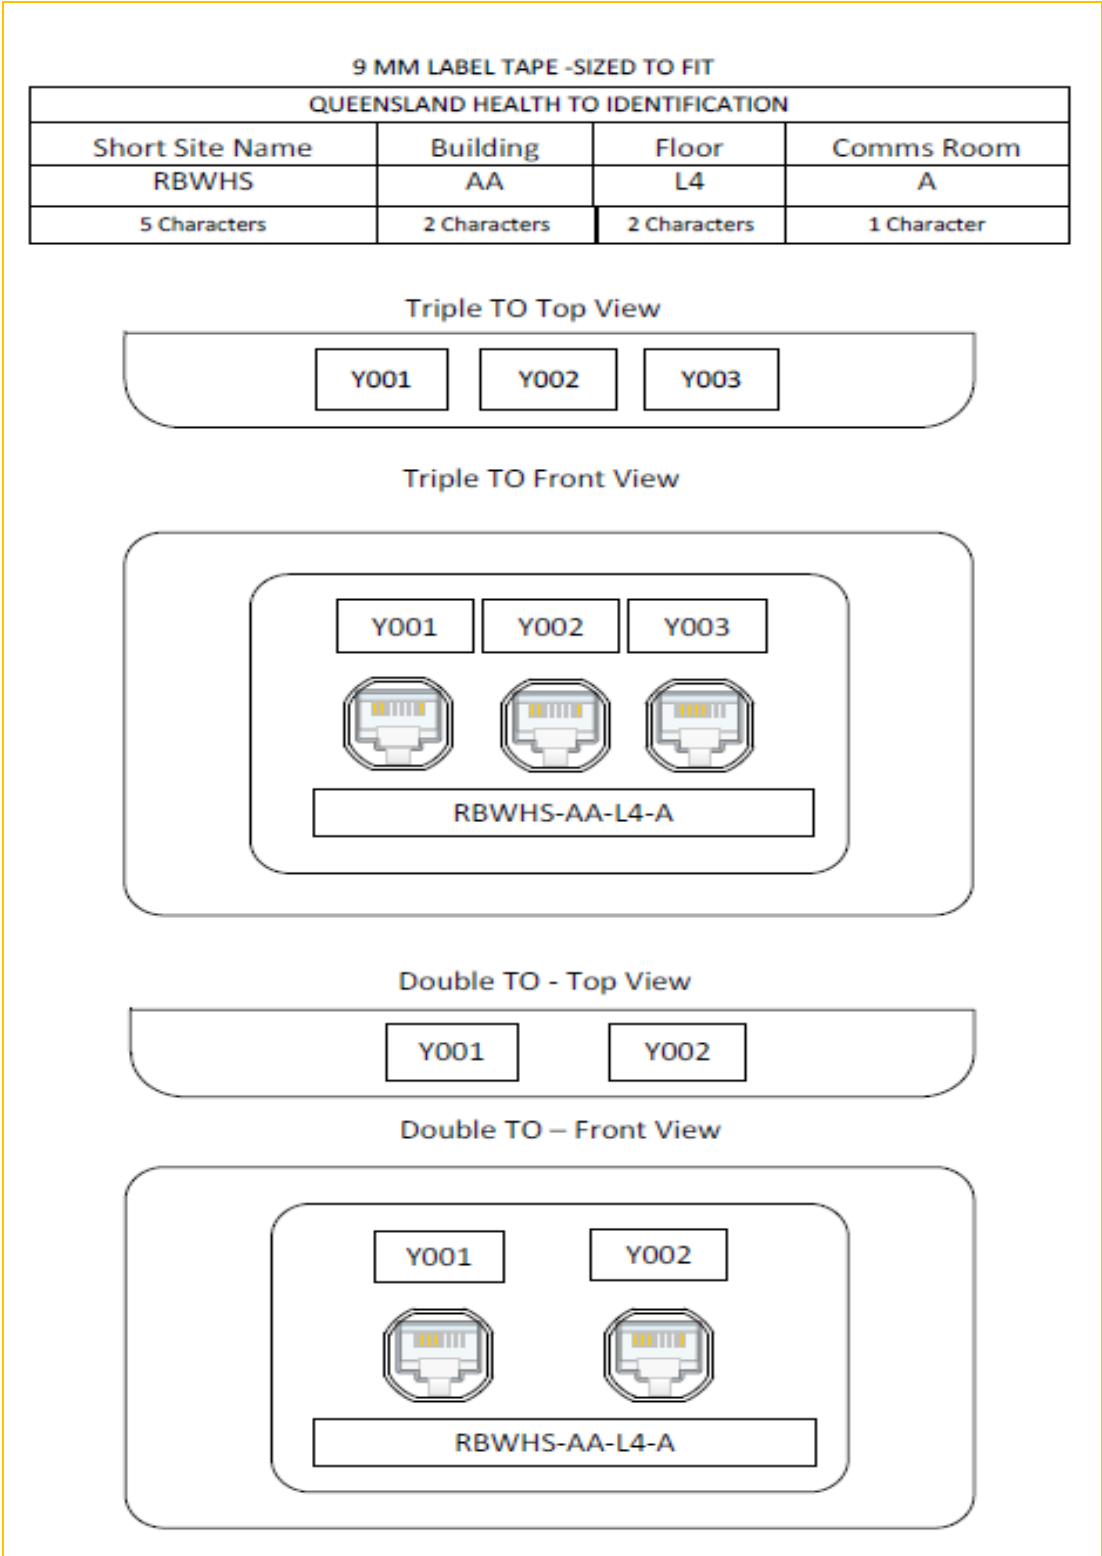 9 MM LABEL TAPE -SIZED TO FIT
QUEENSLAND HEALTH TO IDENTIFICATION
Short Site Name Building Floor Comms Room
RBWHS AA L4 A
5 Characters 2 Characters 2 Characters 1 Character
Triple TO Top View
Y001 Y002 Y003
Triple TO Front View
Y001 Y002 Y003
RBWHS-AA-L4-A
Double TO - Top View
Y001 Y002
Double TO – Front View
Y001 Y002
RBWHS-AA-L4-A